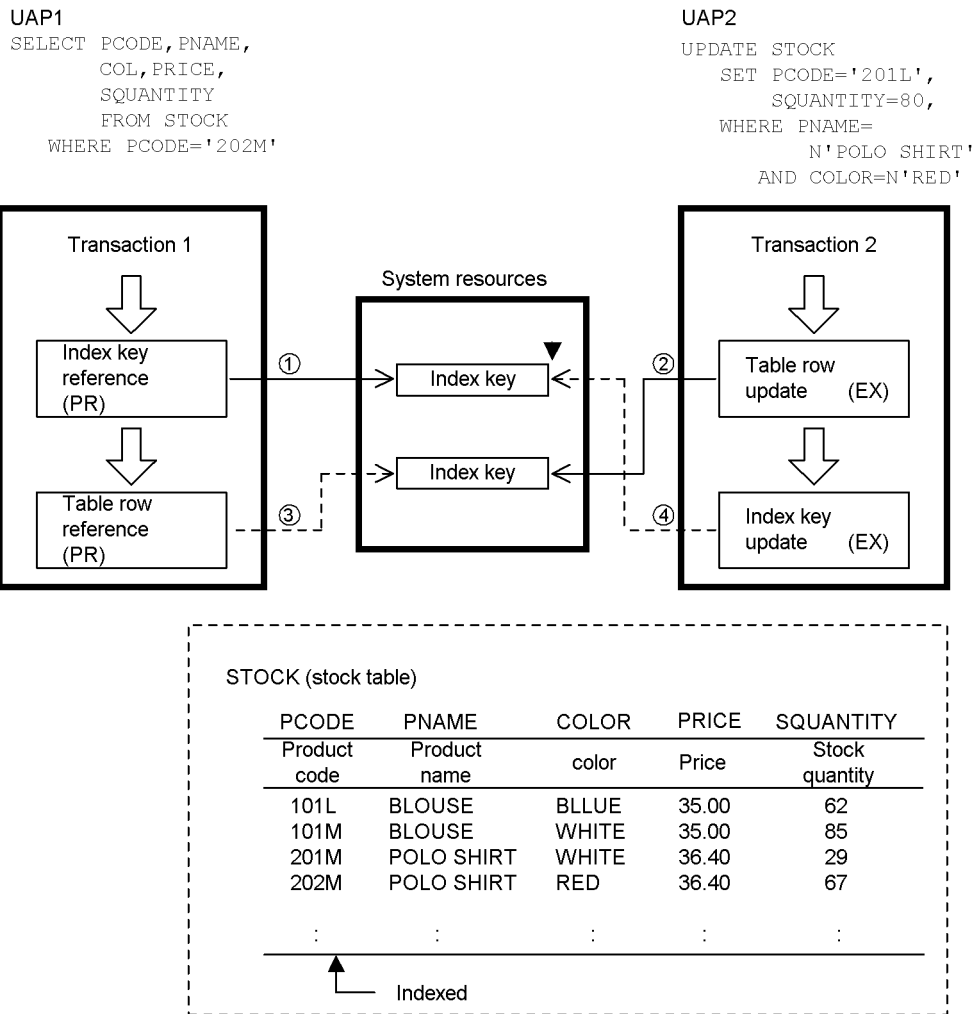 UAP1
SELECT PCODE,PNAME,
COL,PRICE,
SQUANTITY
FROM STOCK
WHERE PCODE='202M'
UAP2
UPDATE STOCK
SET PCODE='201L',
SQUANTITY=80,
WHERE PNAME=
N'POLO SHIRT'
AND COLOR=N'RED'
Transaction 1
Index key
reference
(PR)
Table row
reference
(PR)
①
③
System resources
Index key
Index key
②
④
Transaction 2
Table row
update (EX)
Index key
update (EX)
STOCK (stock table)
PCODE PNAME COLOR PRICE SQUANTITY
Product code Product name color Price Stock quantity
101L BLOUSE BLLUE 35.00 62
101M BLOUSE WHITE 35.00 85
201M POLO SHIRT WHITE 36.40 29
202M POLO SHIRT RED 36.40 67
: : : : :
Indexed